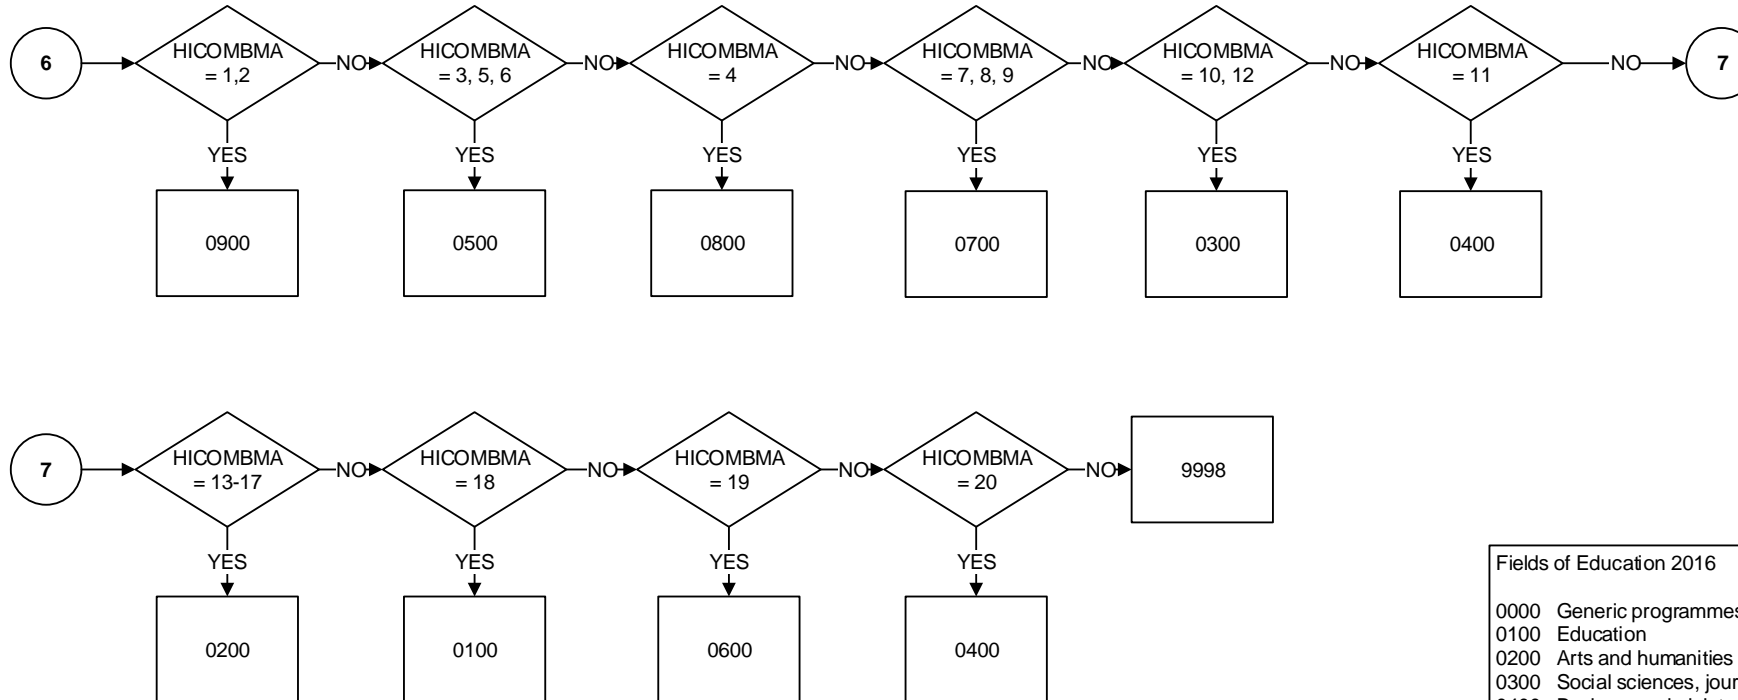 6
HICOMBMA
= 1,2
NO
HICOMBMA
= 3, 5, 6
NO
HICOMBMA
= 4
NO
HICOMBMA
= 7, 8, 9
NO
HICOMBMA
= 10, 12
NO
HICOMBMA
= 11
NO
7
YES
YES
YES
YES
YES
YES
0900
0500
0800
0700
0300
0400
7
HICOMBMA
= 13-17
NO
HICOMBMA
= 18
NO
HICOMBMA
= 19
NO
HICOMBMA
= 20
NO
9998
YES
YES
YES
YES
0200
0100
0600
0400
Fields of Education 2016
0000 Generic programmes
0100 Education
0200 Arts and humanities
0300 Social sciences,